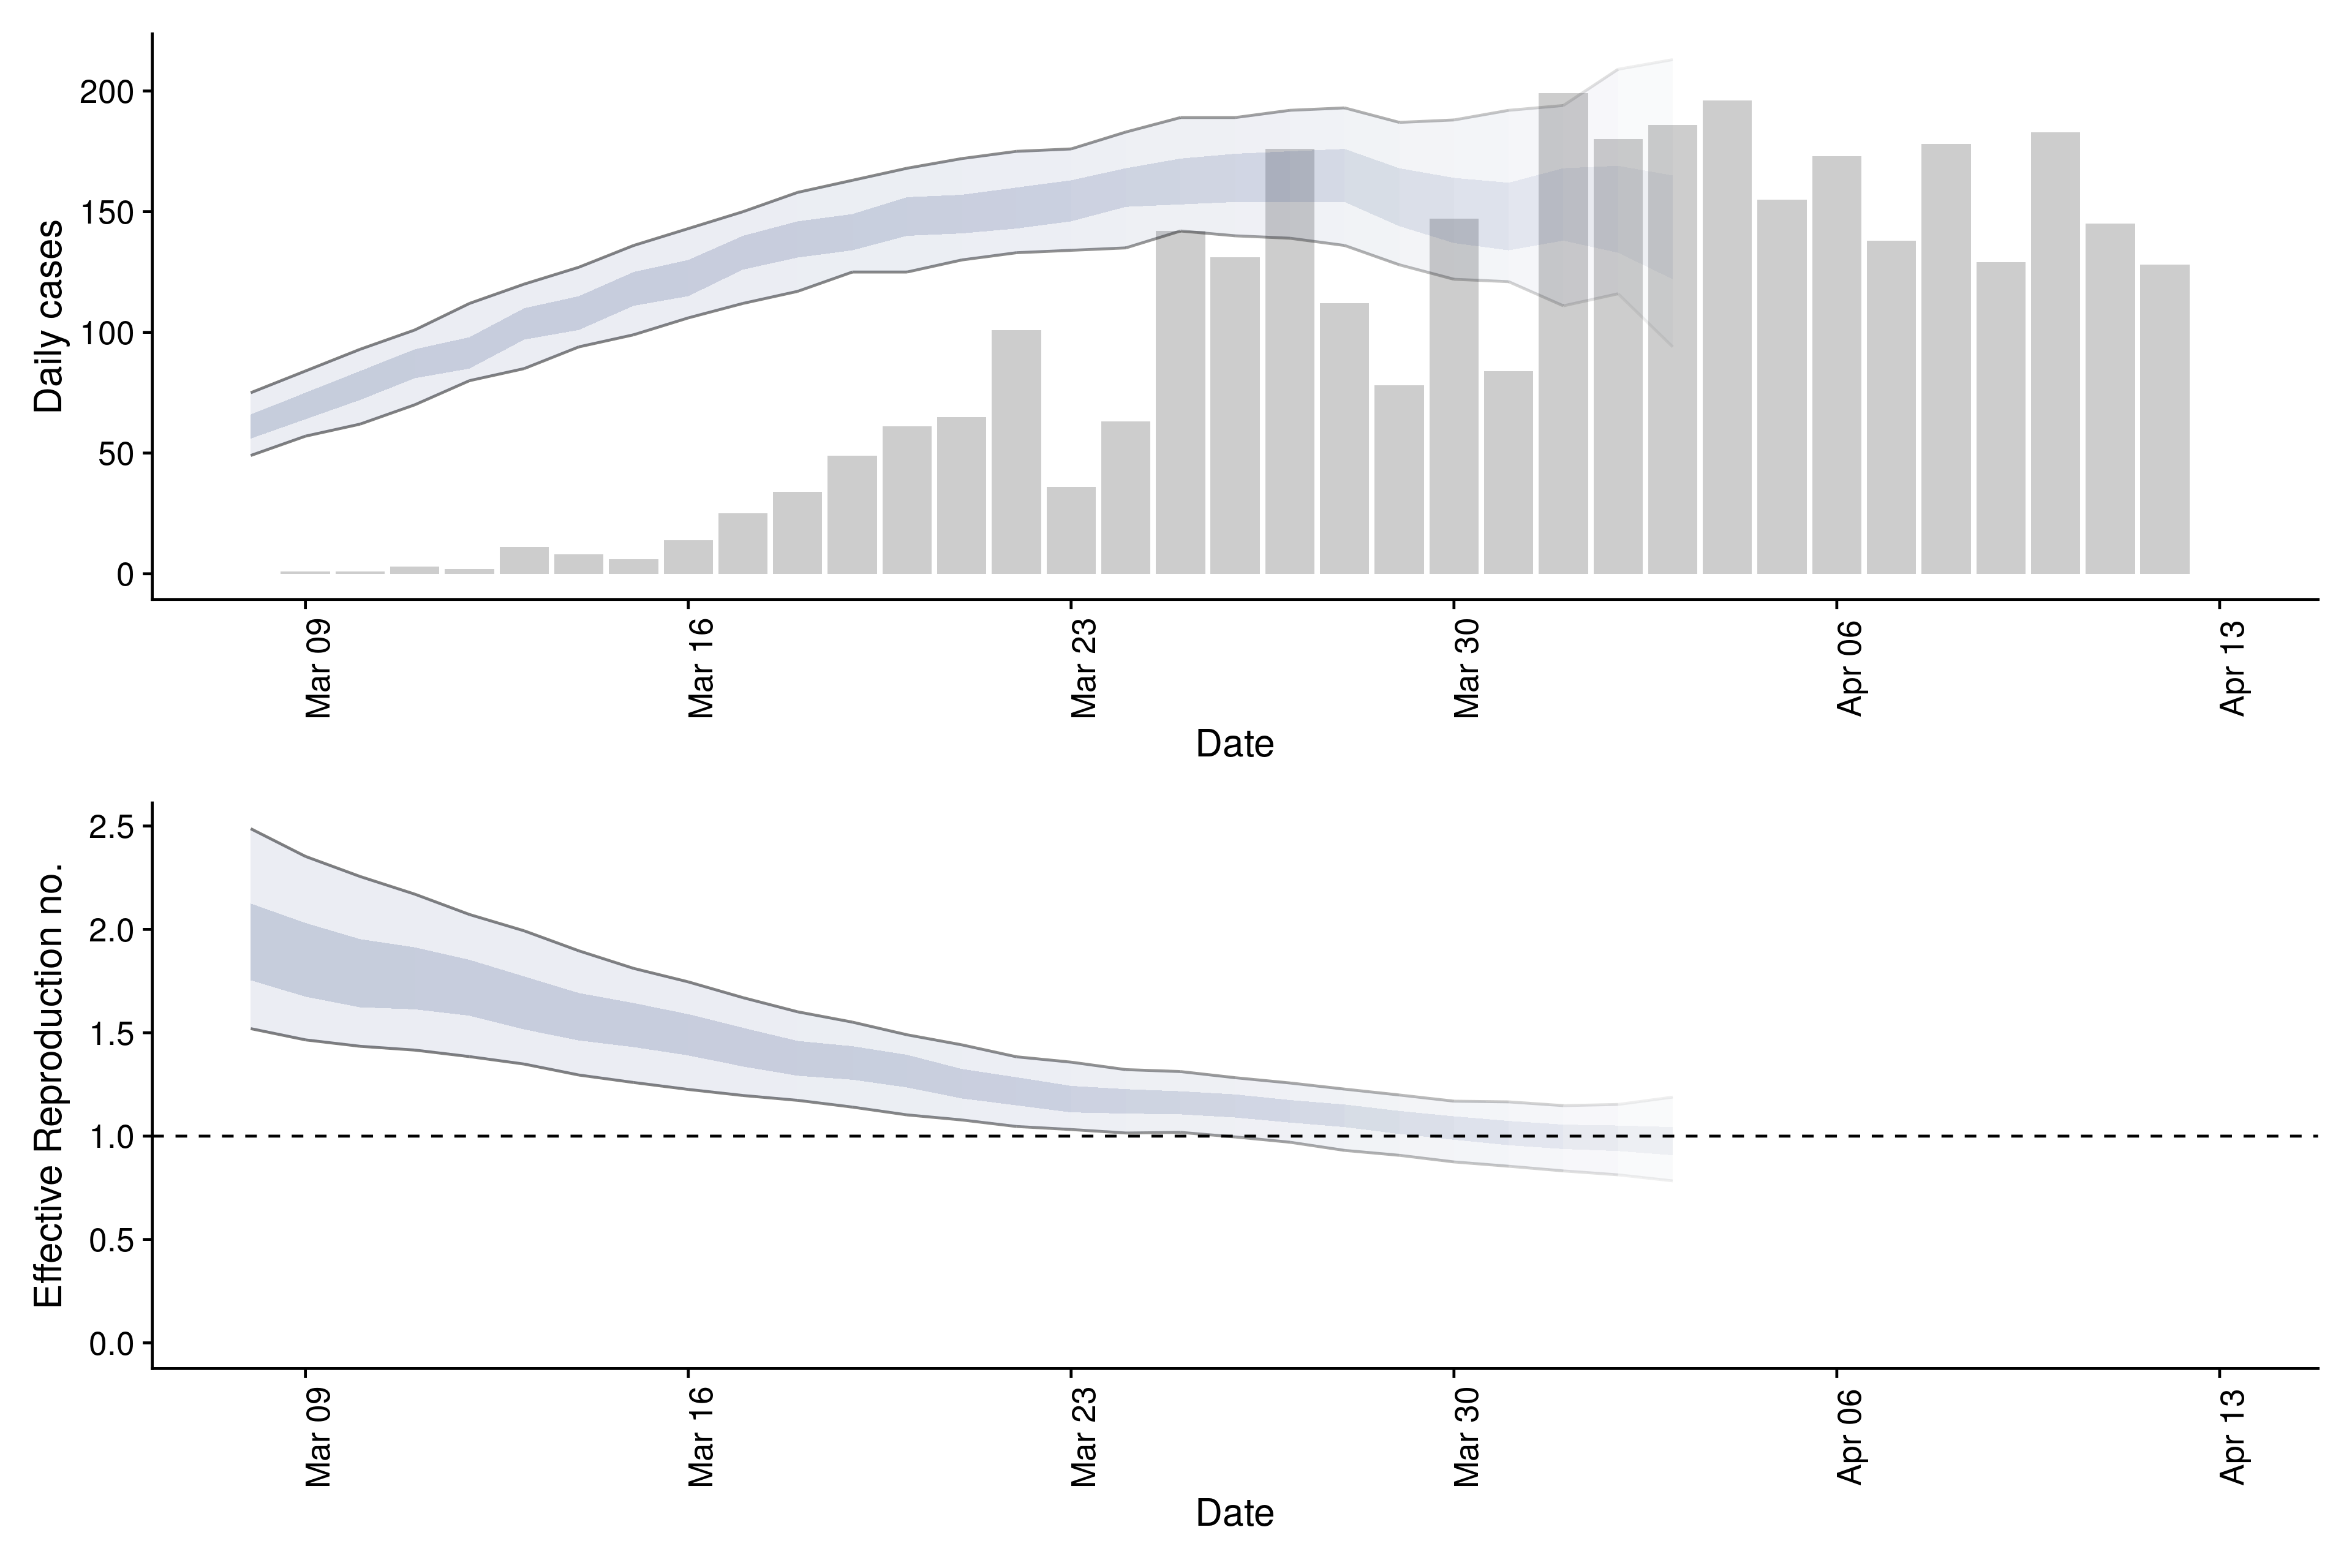 Daily cases
200
150
100
50
0
Mar 09
Mar 16
Mar 23
Mar 30
Apr 06
Apr 13
Date
Effective Reproduction no.
2.5
2.0
1.5
1.0
0.5
0.0
Mar 09
Mar 16
Mar 23
Mar 30
Apr 06
Apr 13
Date